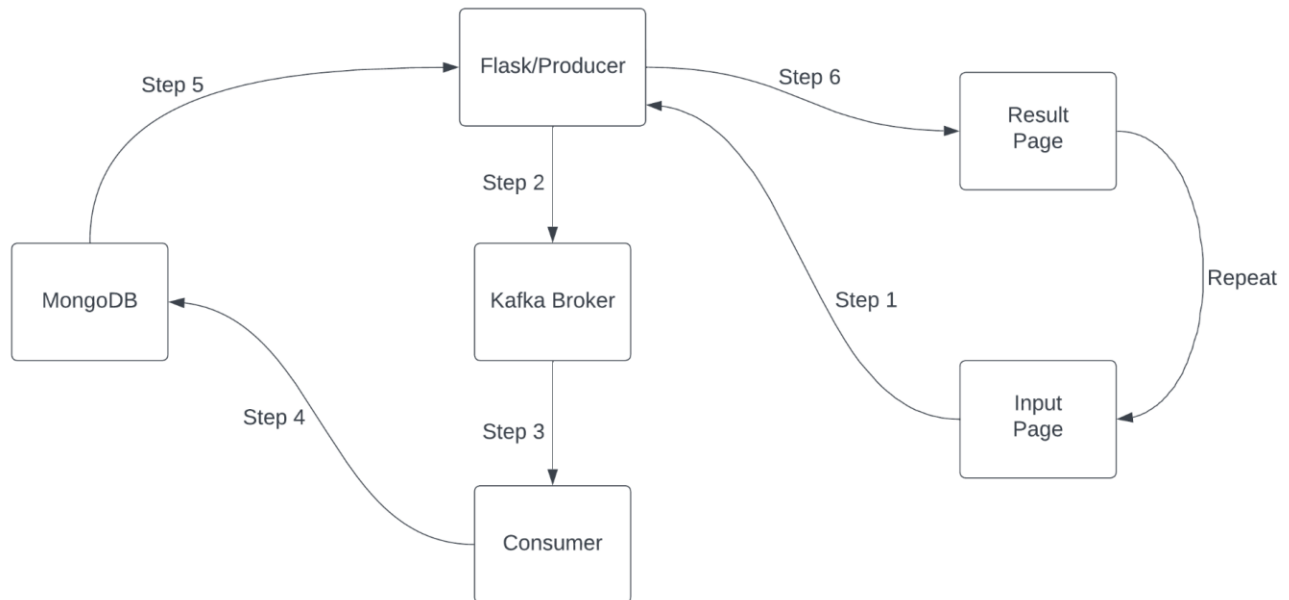 Flask/Producer
Step 5
Step 6
Result
Page
Step 2
MongoDB
Kafka Broker
Step 1
Repeat
Step 4
Step 3
Input
Page
Consumer